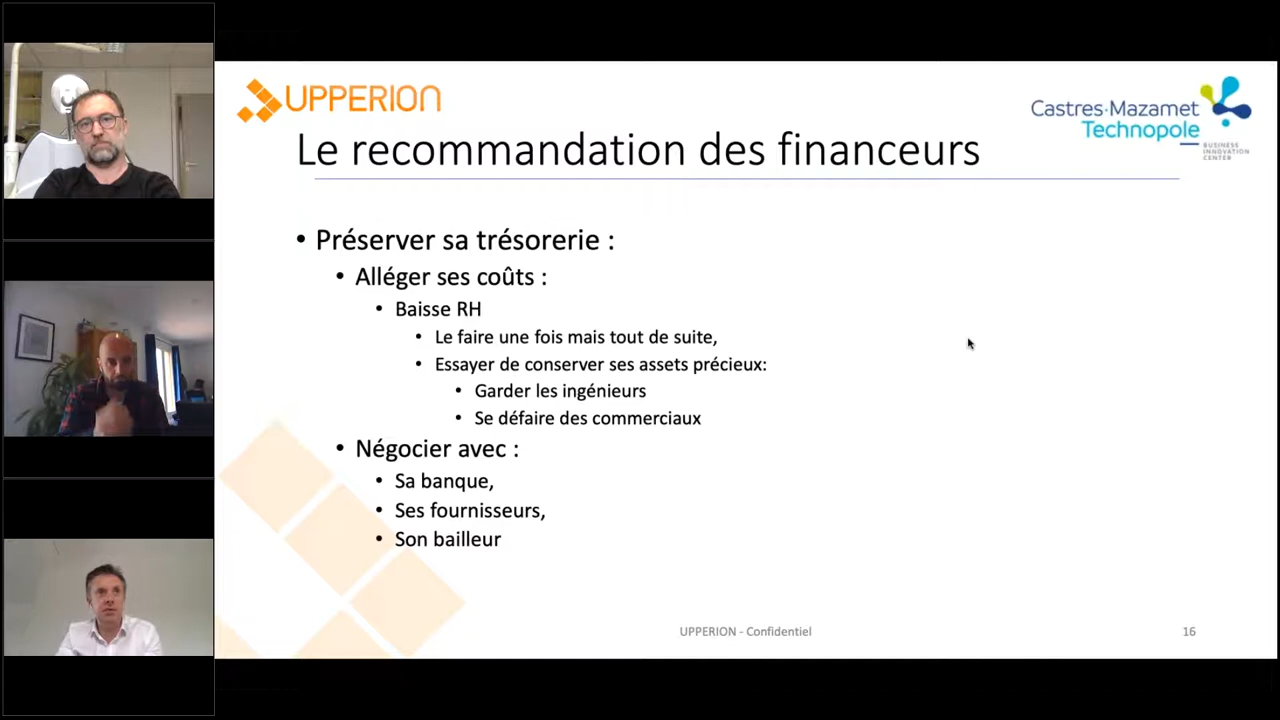 UPPERION
Castres·Mazamet
Technopole
BUSINESS
INNOVATION
CENTER
Le recommandation des financeurs
• Préserver sa trésorerie :
• Alléger ses coûts :
• Baisse RH
• Le faire une fois mais tout de suite,
• Essayer de conserver ses assets précieux:
• Garder les ingénieurs
• Se défaire des commerciaux
• Négocier avec :
• Sa banque,
• Ses fournisseurs,
• Son bailleur
UPPERION - Confidentiel
16